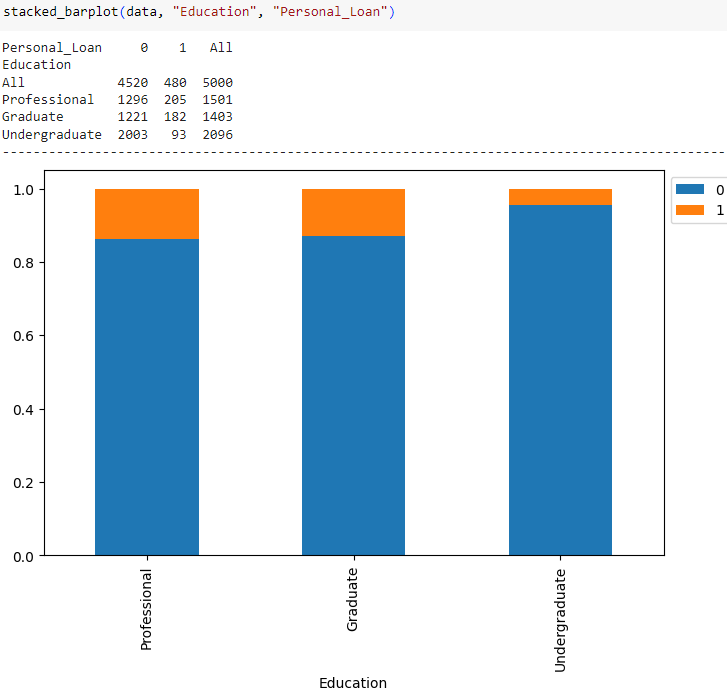 stacked_barplot(data, "Education", "Personal_Loan")
Personal_Loan 0 1 All
Education
All 4520 480 5000
Professional 1296 205 1501
Graduate 1221 182 1403
Undergraduate 2003 93 2096
------------------------------------------------------------------------------------------------------------------------
1.0
0.8
0.6
0.4
0.2
0.0
0
1
Professional
Graduate
Undergraduate
Education